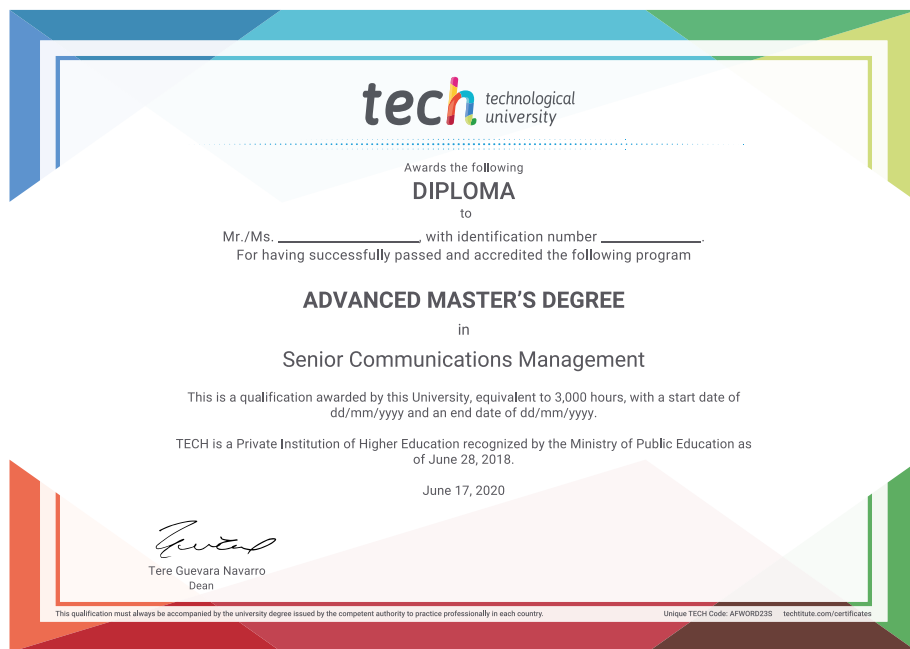 tech technological
university
Awards the following
DIPLOMA
to
Mr./Ms. ____________, with identification number ____________.
For having successfully passed and accredited the following program
ADVANCED MASTER’S DEGREE
in
Senior Communications Management
This is a qualification awarded by this University, equivalent to 3,000 hours, with a start date of
dd/mm/yyyy and an end date of dd/mm/yyyy.
TECH is a Private Institution of Higher Education recognized by the Ministry of Public Education as
of June 28, 2018.
June 17, 2020
Tere Guevara Navarro
Dean
This qualification must always be accompanied by the university degree issued by the competent authority to practice professionally in each country. Unique TECH Code: AFWORD23S techtitute.com/certificates